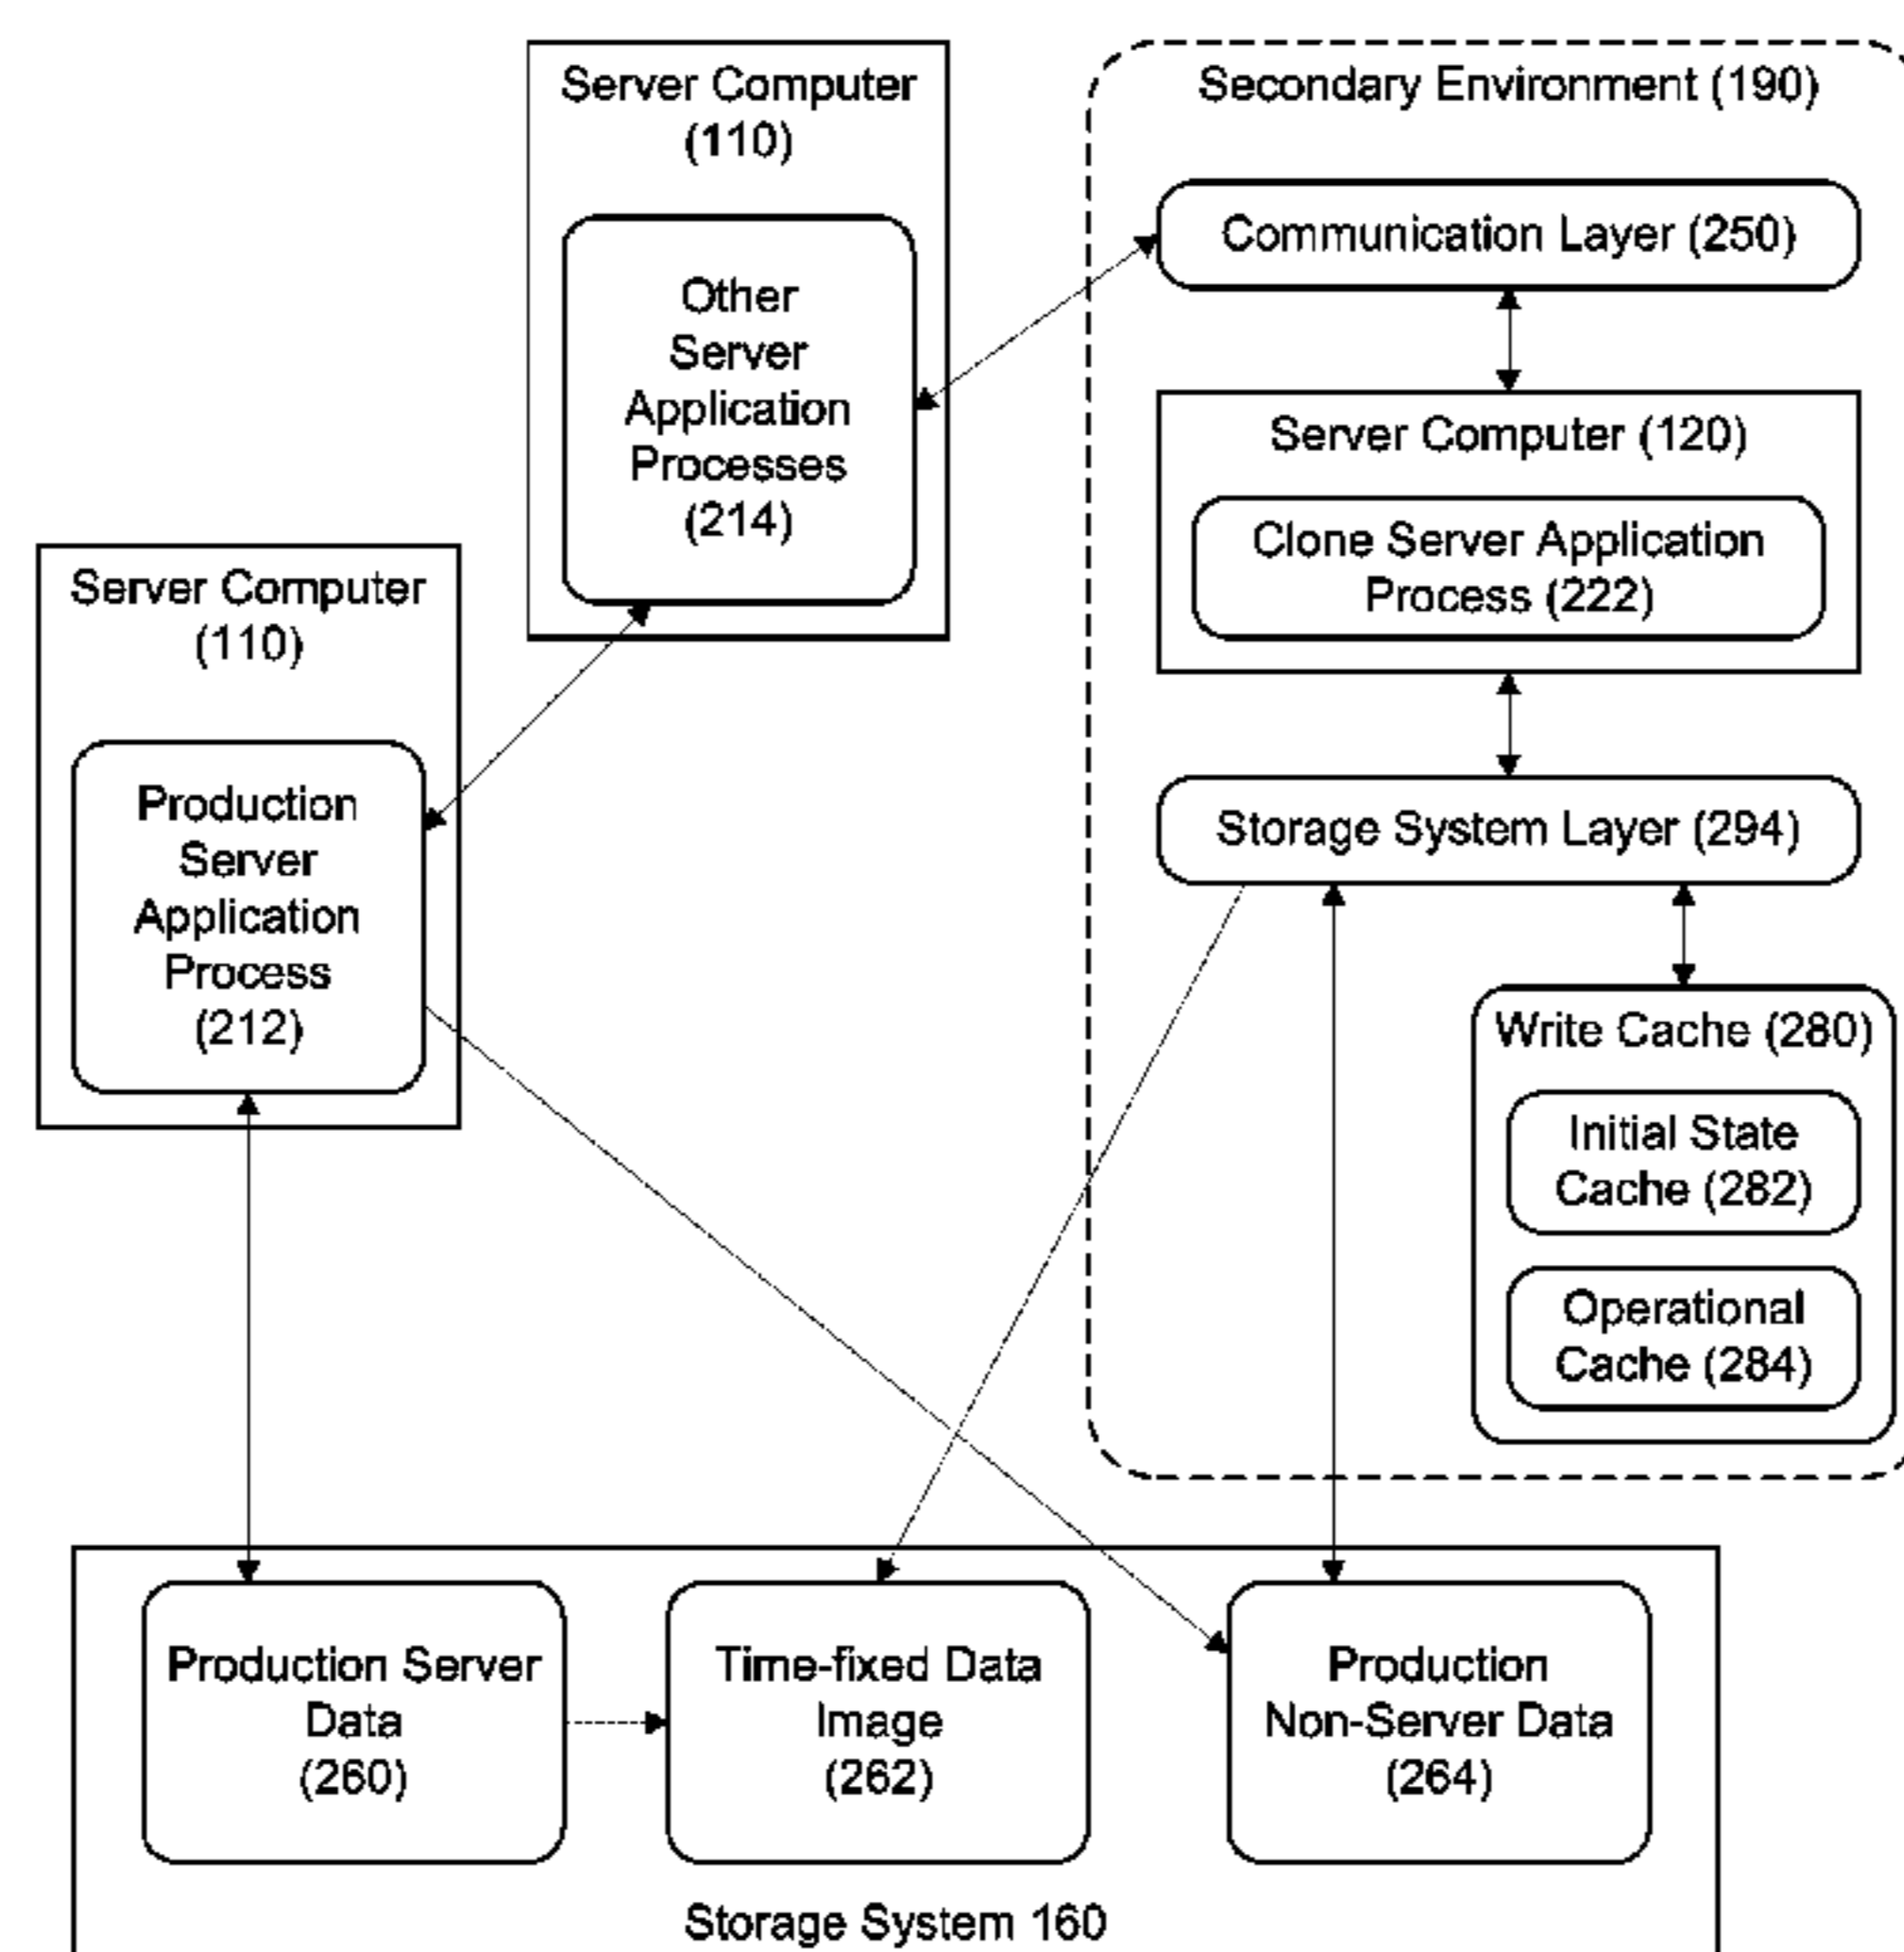 Server Computer
(110)
Other
Server
Application
Processes
(214)
Secondary Environment (190)
Communication Layer (250)
Server Computer (120)
Clone Server Application
Process (222)
Storage System Layer (294)
Write Cache (280)
Initial State
Cache (282)
Operational
Cache (284)
Server Computer
(110)
Production
Server
Application
Process
(212)
Production Server
Data
(260)
Time-fixed Data
Image
(262)
Production
Non-Server Data
(264)
Storage System 160